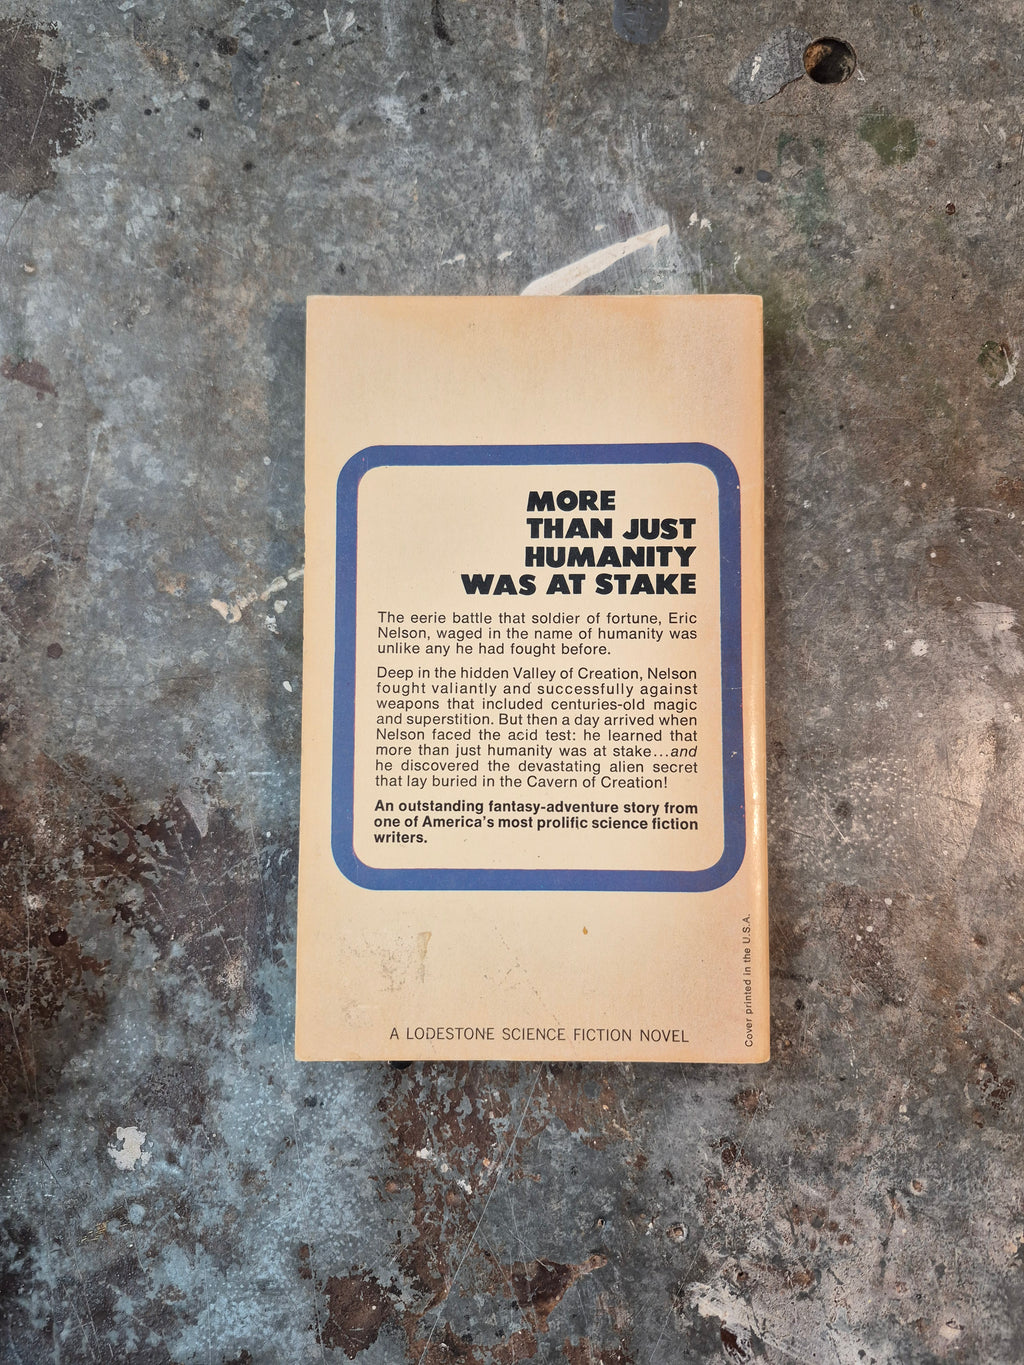 MORE
THAN JUST
HUMANITY
WAS AT STAKE
The eerie battle that soldier of fortune, Eric
Nelson, waged in the name of humanity was
unlike any he had fought before.
Deep in the hidden Valley of Creation, Nelson
fought valiantly and successfully against
weapons that included centuries-old magic
and superstition. But then a day arrived when
Nelson faced the acid test: he learned that
more than just humanity was at stake...and
he discovered the devastating alien secret
that lay buried in the Cavern of Creation!
An outstanding fantasy-adventure story from
one of America's most prolific science fiction
writers.
A LODESTONE SCIENCE FICTION NOVEL
Cover printed in the U.S.A.